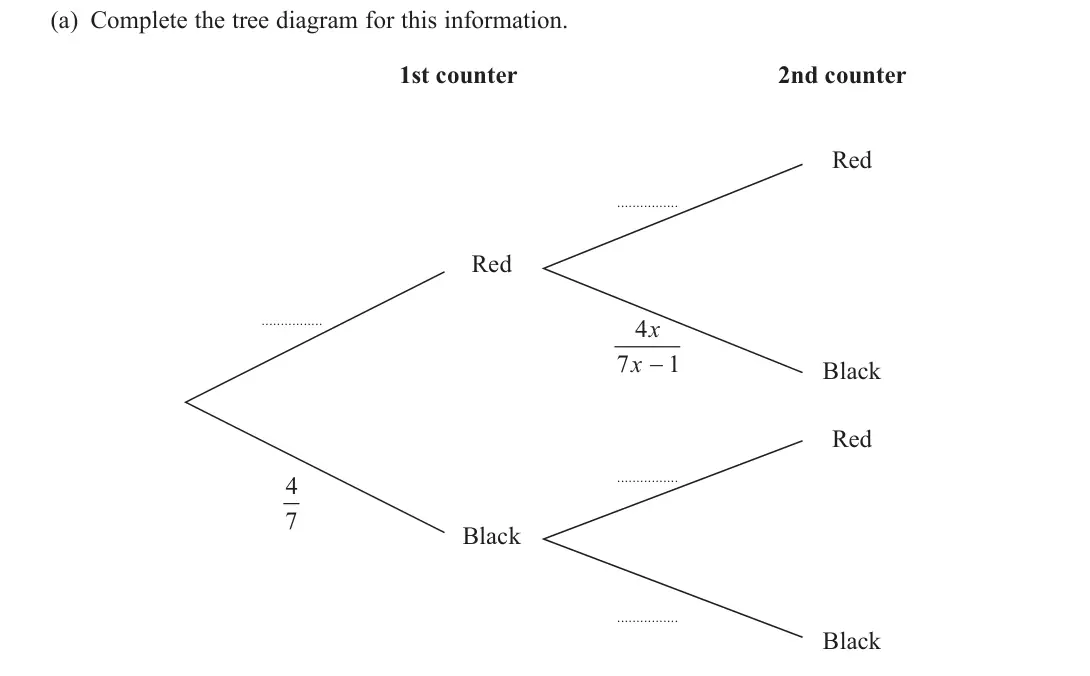 (a) Complete the tree diagram for this information.
1st counter 2nd counter
Red
................
Red
................
4x
7x – 1
Black
Red
................
4
7
Black
................
Black